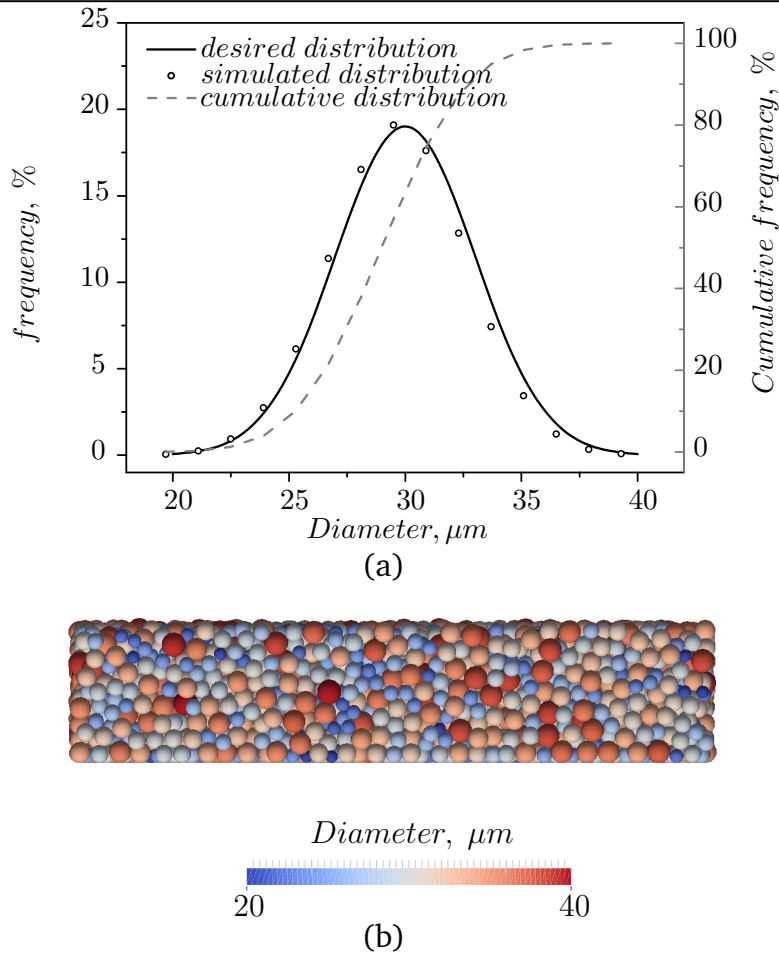 25
20
15
10
5
0
frequency, %
desired distribution
simulated distribution
cumulative distribution
100
80
60
40
20
0
Cumulative frequency, %
20 25 30 35 40
Diameter, μm
(a)
Diameter, μm
20 40
(b)